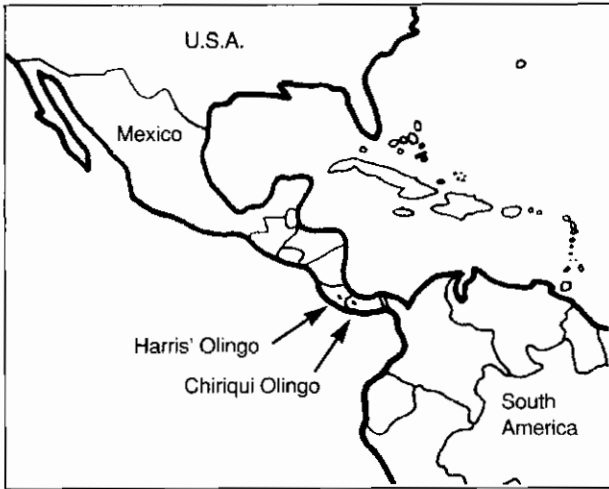 U.S.A.
Mexico
Harris' Olingo
Chiriqui Olingo
South
America